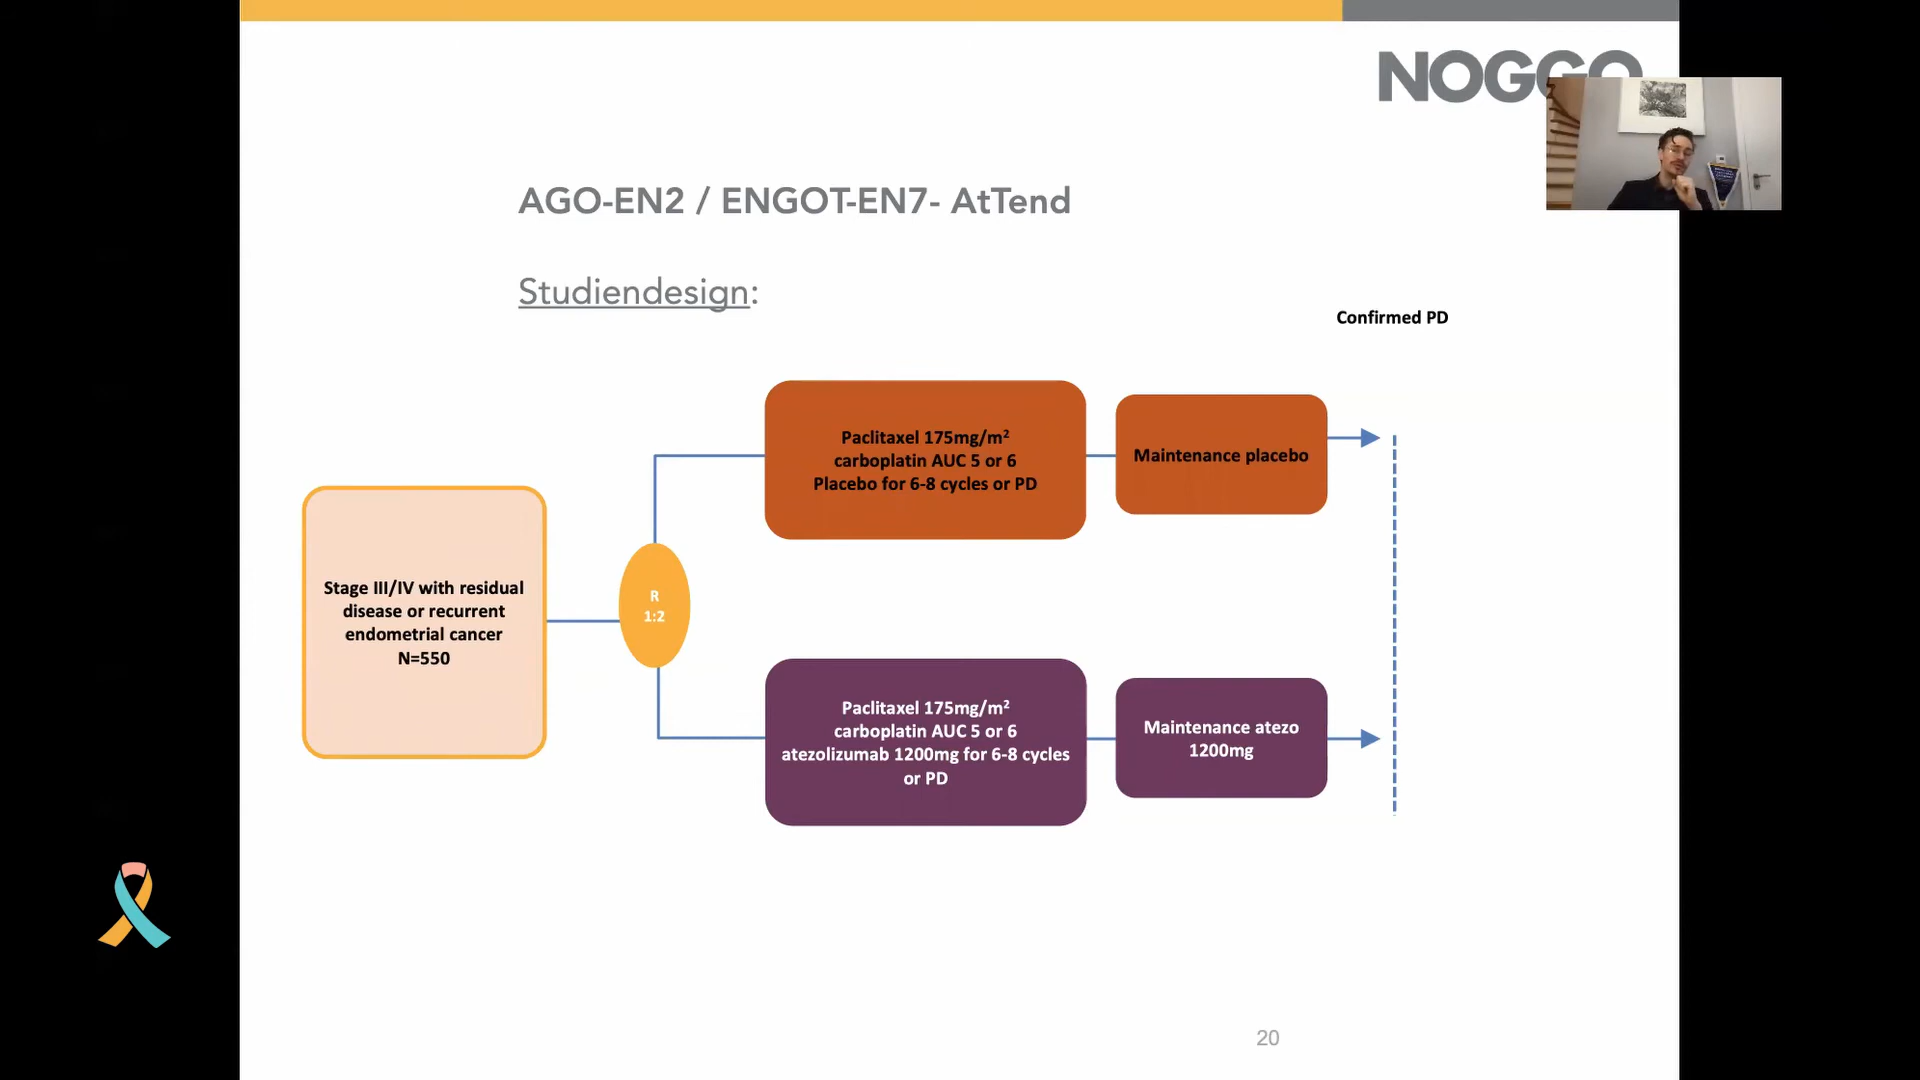 NOGGO
AGO-EN2 / ENGOT-EN7- AtTend
Studiendesign:
Confirmed PD
Paclitaxel 175mg/m²
carboplatin AUC 5 or 6
Placebo for 6-8 cycles or PD
Maintenance placebo
Stage III/IV with residual
disease or recurrent
endometrial cancer
N=550
R
1:2
Paclitaxel 175mg/m²
carboplatin AUC 5 or 6
atezolizumab 1200mg for 6-8 cycles
or PD
Maintenance atezo
1200mg
20